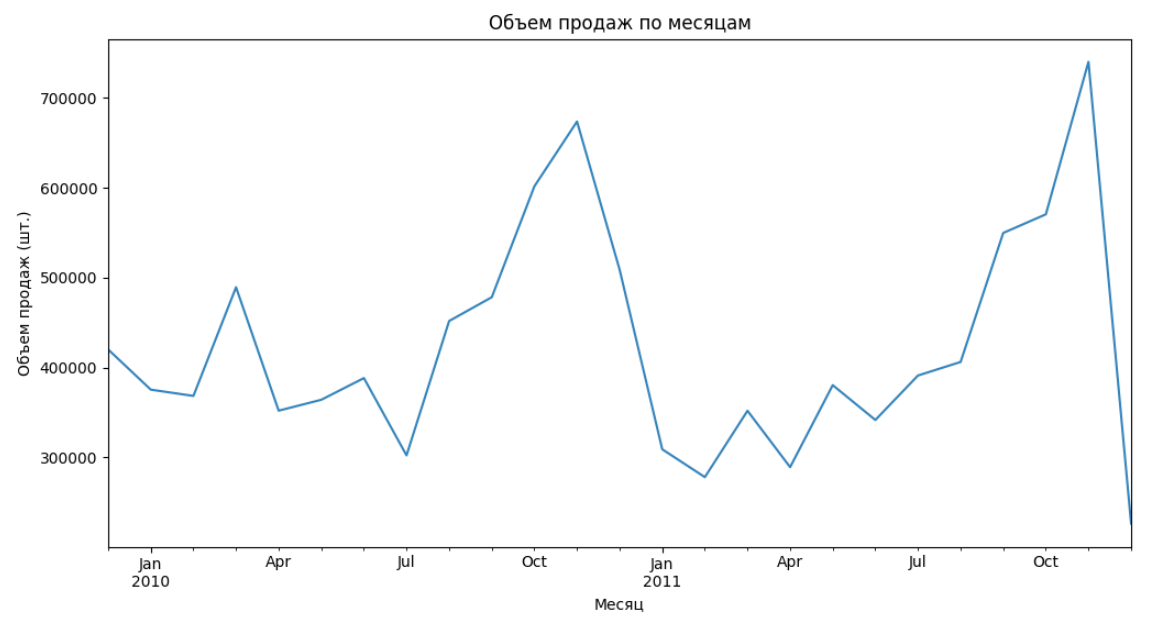 Объем продаж по месяцам
Объем продаж (шт.)
700000
600000
500000
400000
300000
Jan Apr Jul Oct Jan Apr Jul Oct
2010 2011
Месяц